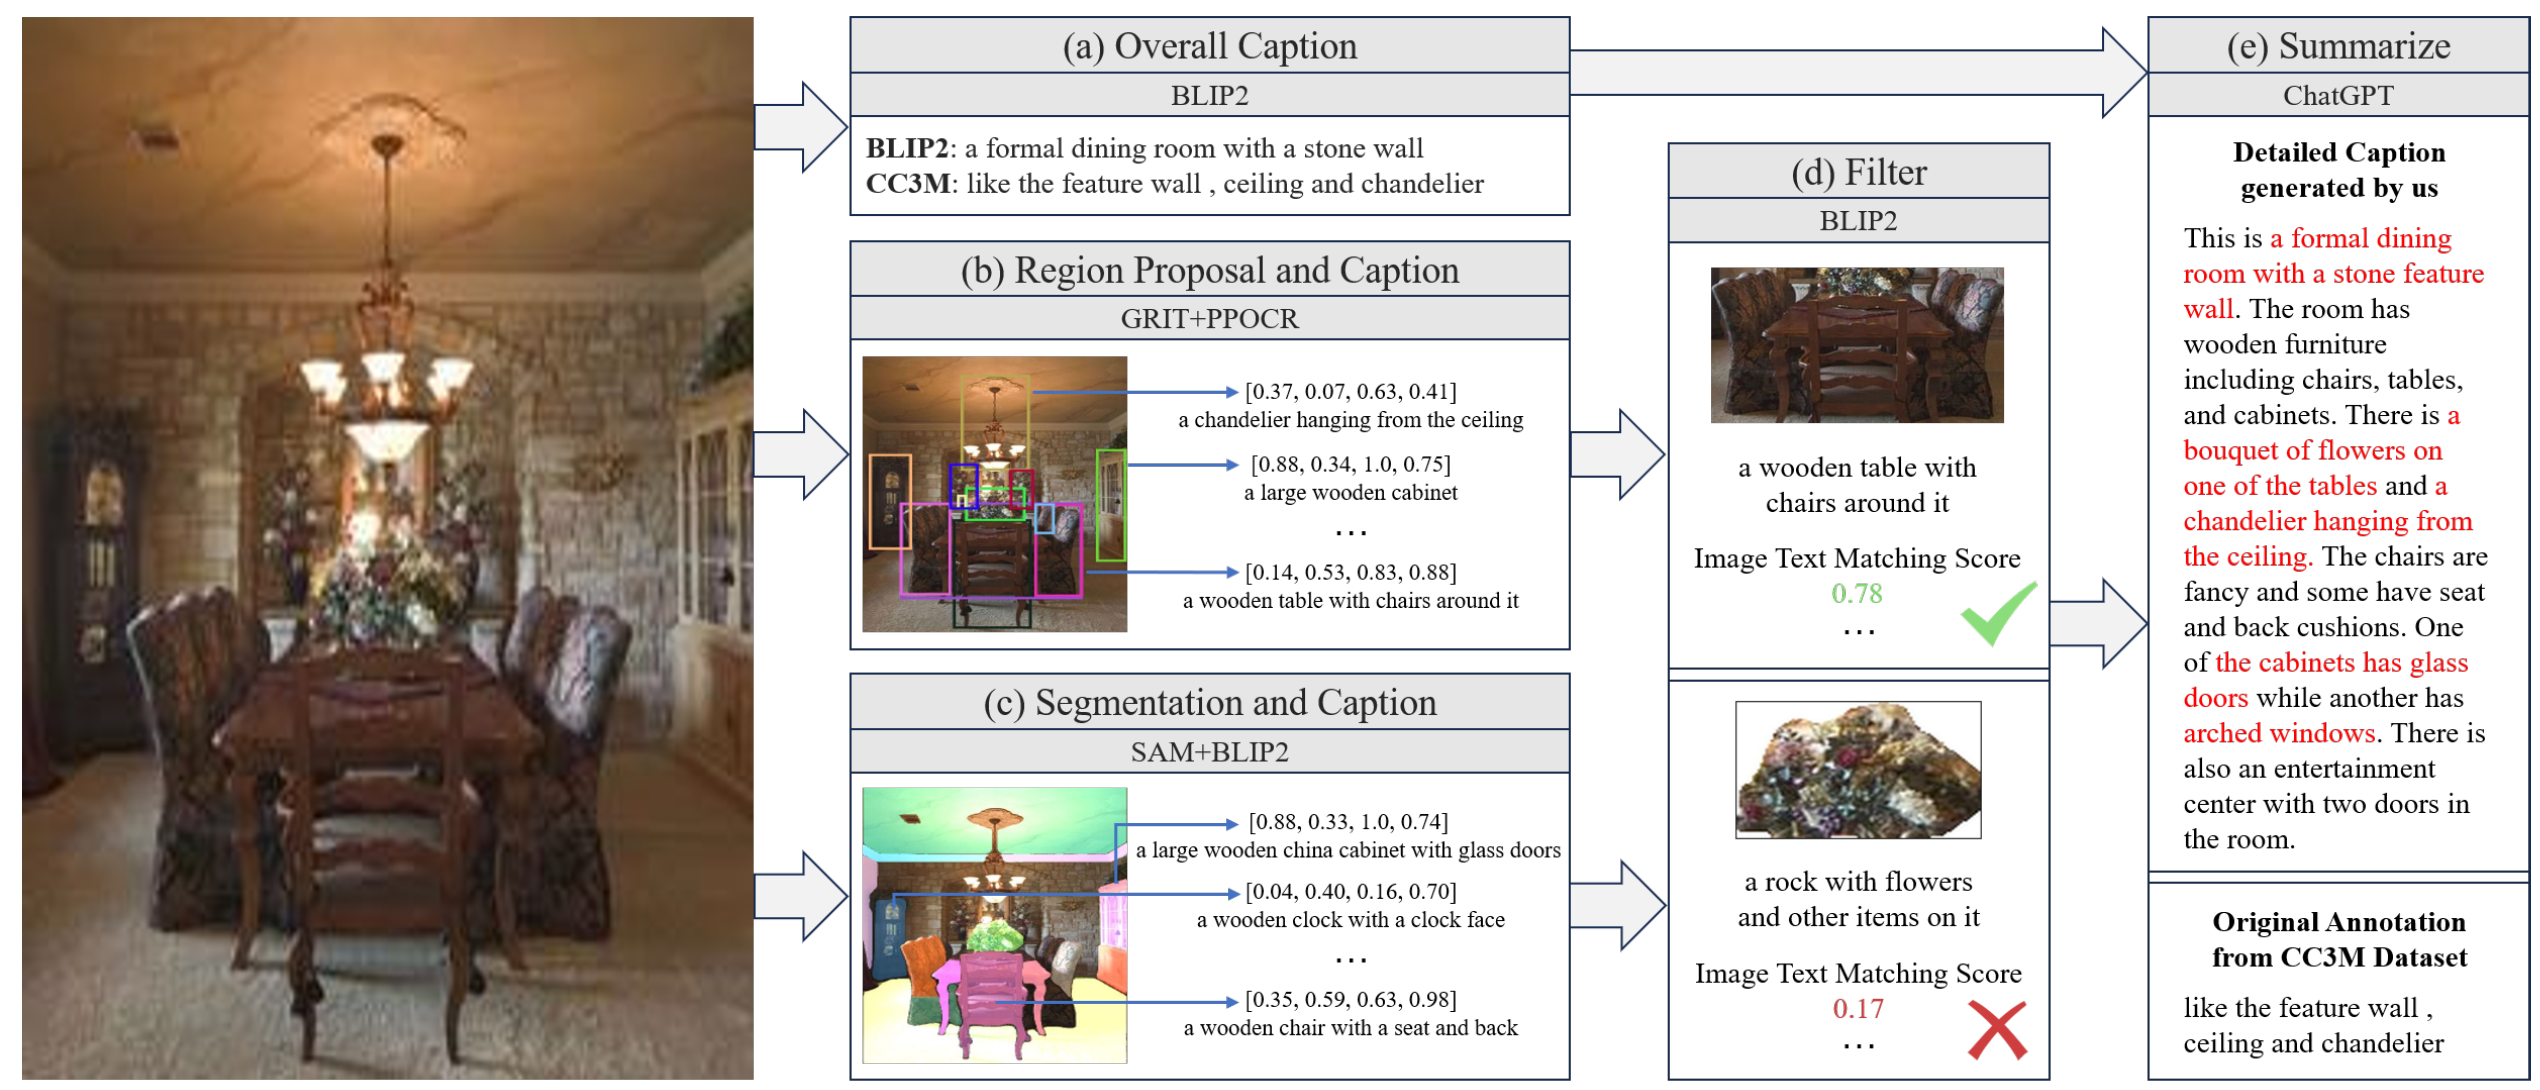 (a) Overall Caption
BLIP2
BLIP2: a formal dining room with a stone wall
CC3M: like the feature wall , ceiling and chandelier
(b) Region Proposal and Caption
GRIT+PPOCR
[0.37, 0.07, 0.63, 0.41]
a chandelier hanging from the ceiling
[0.88, 0.34, 1.0, 0.75]
a large wooden cabinet
...
[0.14, 0.53, 0.83, 0.88]
a wooden table with chairs around it
(c) Segmentation and Caption
SAM+BLIP2
[0.88, 0.33, 1.0, 0.74]
a large wooden china cabinet with glass doors
[0.04, 0.40, 0.16, 0.70]
a wooden clock with a clock face
...
[0.35, 0.59, 0.63, 0.98]
a wooden chair with a seat and back
(d) Filter
BLIP2
a wooden table with
chairs around it
Image Text Matching Score
0.78
...
a rock with flowers
and other items on it
Image Text Matching Score
0.17
...
(e) Summarize
ChatGPT
Detailed Caption
generated by us
This is a formal dining
room with a stone feature
wall. The room has
wooden furniture
including chairs, tables,
and cabinets. There is a
bouquet of flowers on
one of the tables and a
chandelier hanging from
the ceiling. The chairs are
fancy and some have seat
and back cushions. One
of the cabinets has glass
doors while another has
arched windows. There is
also an entertainment
center with two doors in
the room.
Original Annotation
from CC3M Dataset
like the feature wall ,
ceiling and chandelier